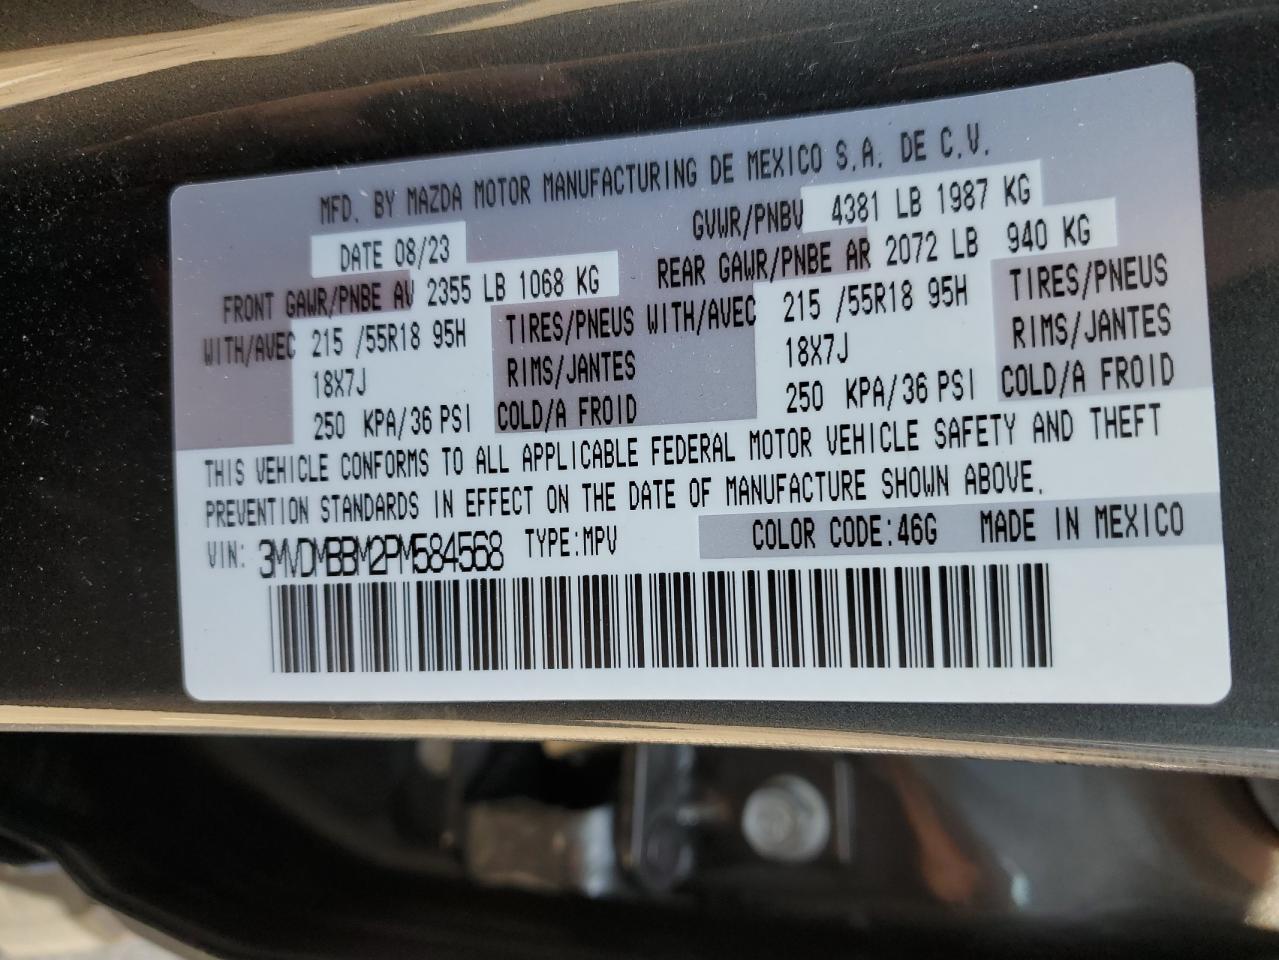 MFD. BY MAZDA MOTOR MANUFACTURING DE MEXICO S.A. DE C.V.
DATE 08/23 GVWR/PNBV 4381 LB 1987 KG
FRONT GAWR/PNBE AV 2355 LB 1068 KG REAR GAWR/PNBE AR 2072 LB 940 KG
WITH/AVEC 215 /55R18 95H TIRES/PNEUS WITH/AVEC 215 /55R18 95H TIRES/PNEUS
18X7J RIMS/JANTES 18X7J RIMS/JANTES
250 KPA/36 PSI COLD/A FROID 250 KPA/36 PSI COLD/A FROID
THIS VEHICLE CONFORMS TO ALL APPLICABLE FEDERAL MOTOR VEHICLE SAFETY AND THEFT
PREVENTION STANDARDS IN EFFECT ON THE DATE OF MANUFACTURE SHOWN ABOVE.
VIN: 3MVDMBBM2PM584568 TYPE:MPV COLOR CODE:46G MADE IN MEXICO